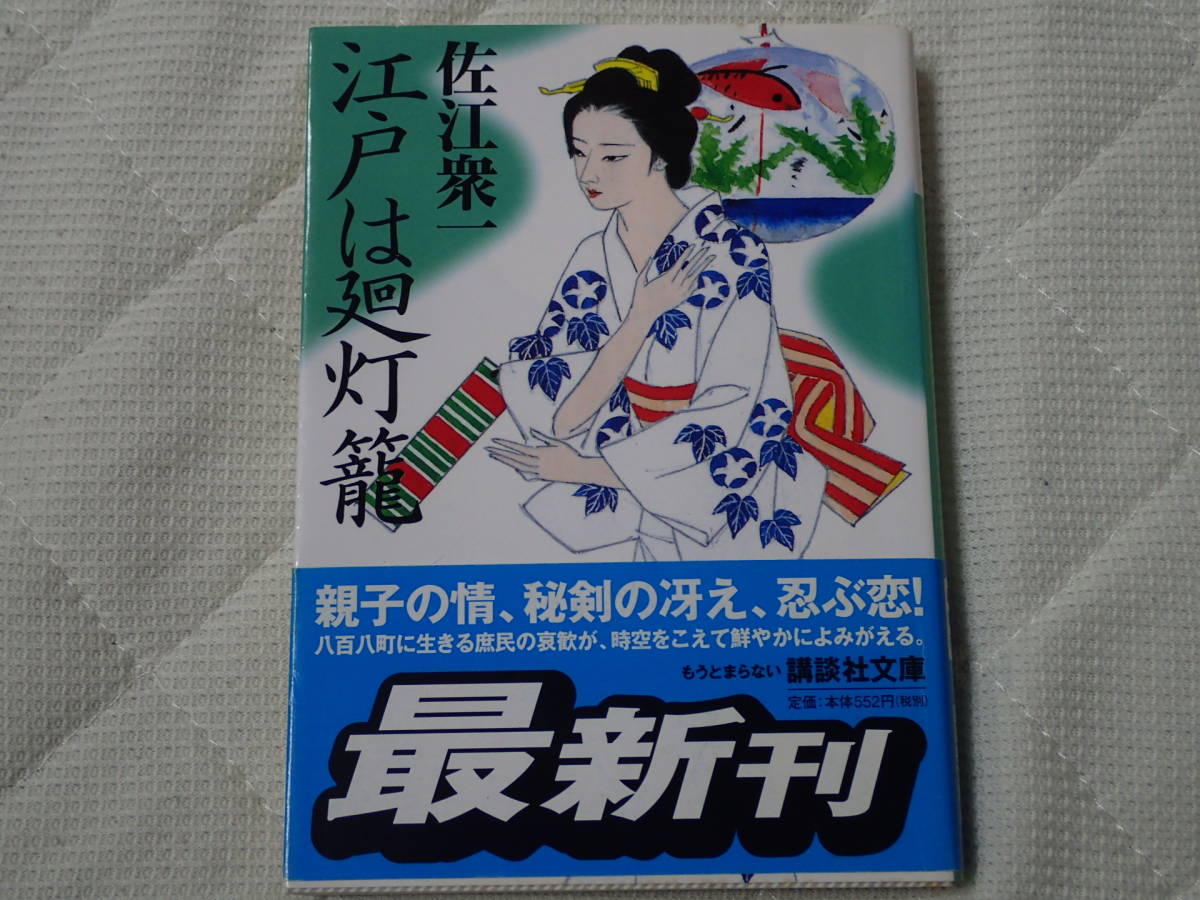 佐江衆一
江戸は廻灯籠
親子の情、秘剣の冴え、忍ぶ恋!
八百八町に生きる庶民の哀歓が、時空をこえて鮮やかによみがえる。
もうとまらない 講談社文庫
定価:本体552円(税別)
最新刊